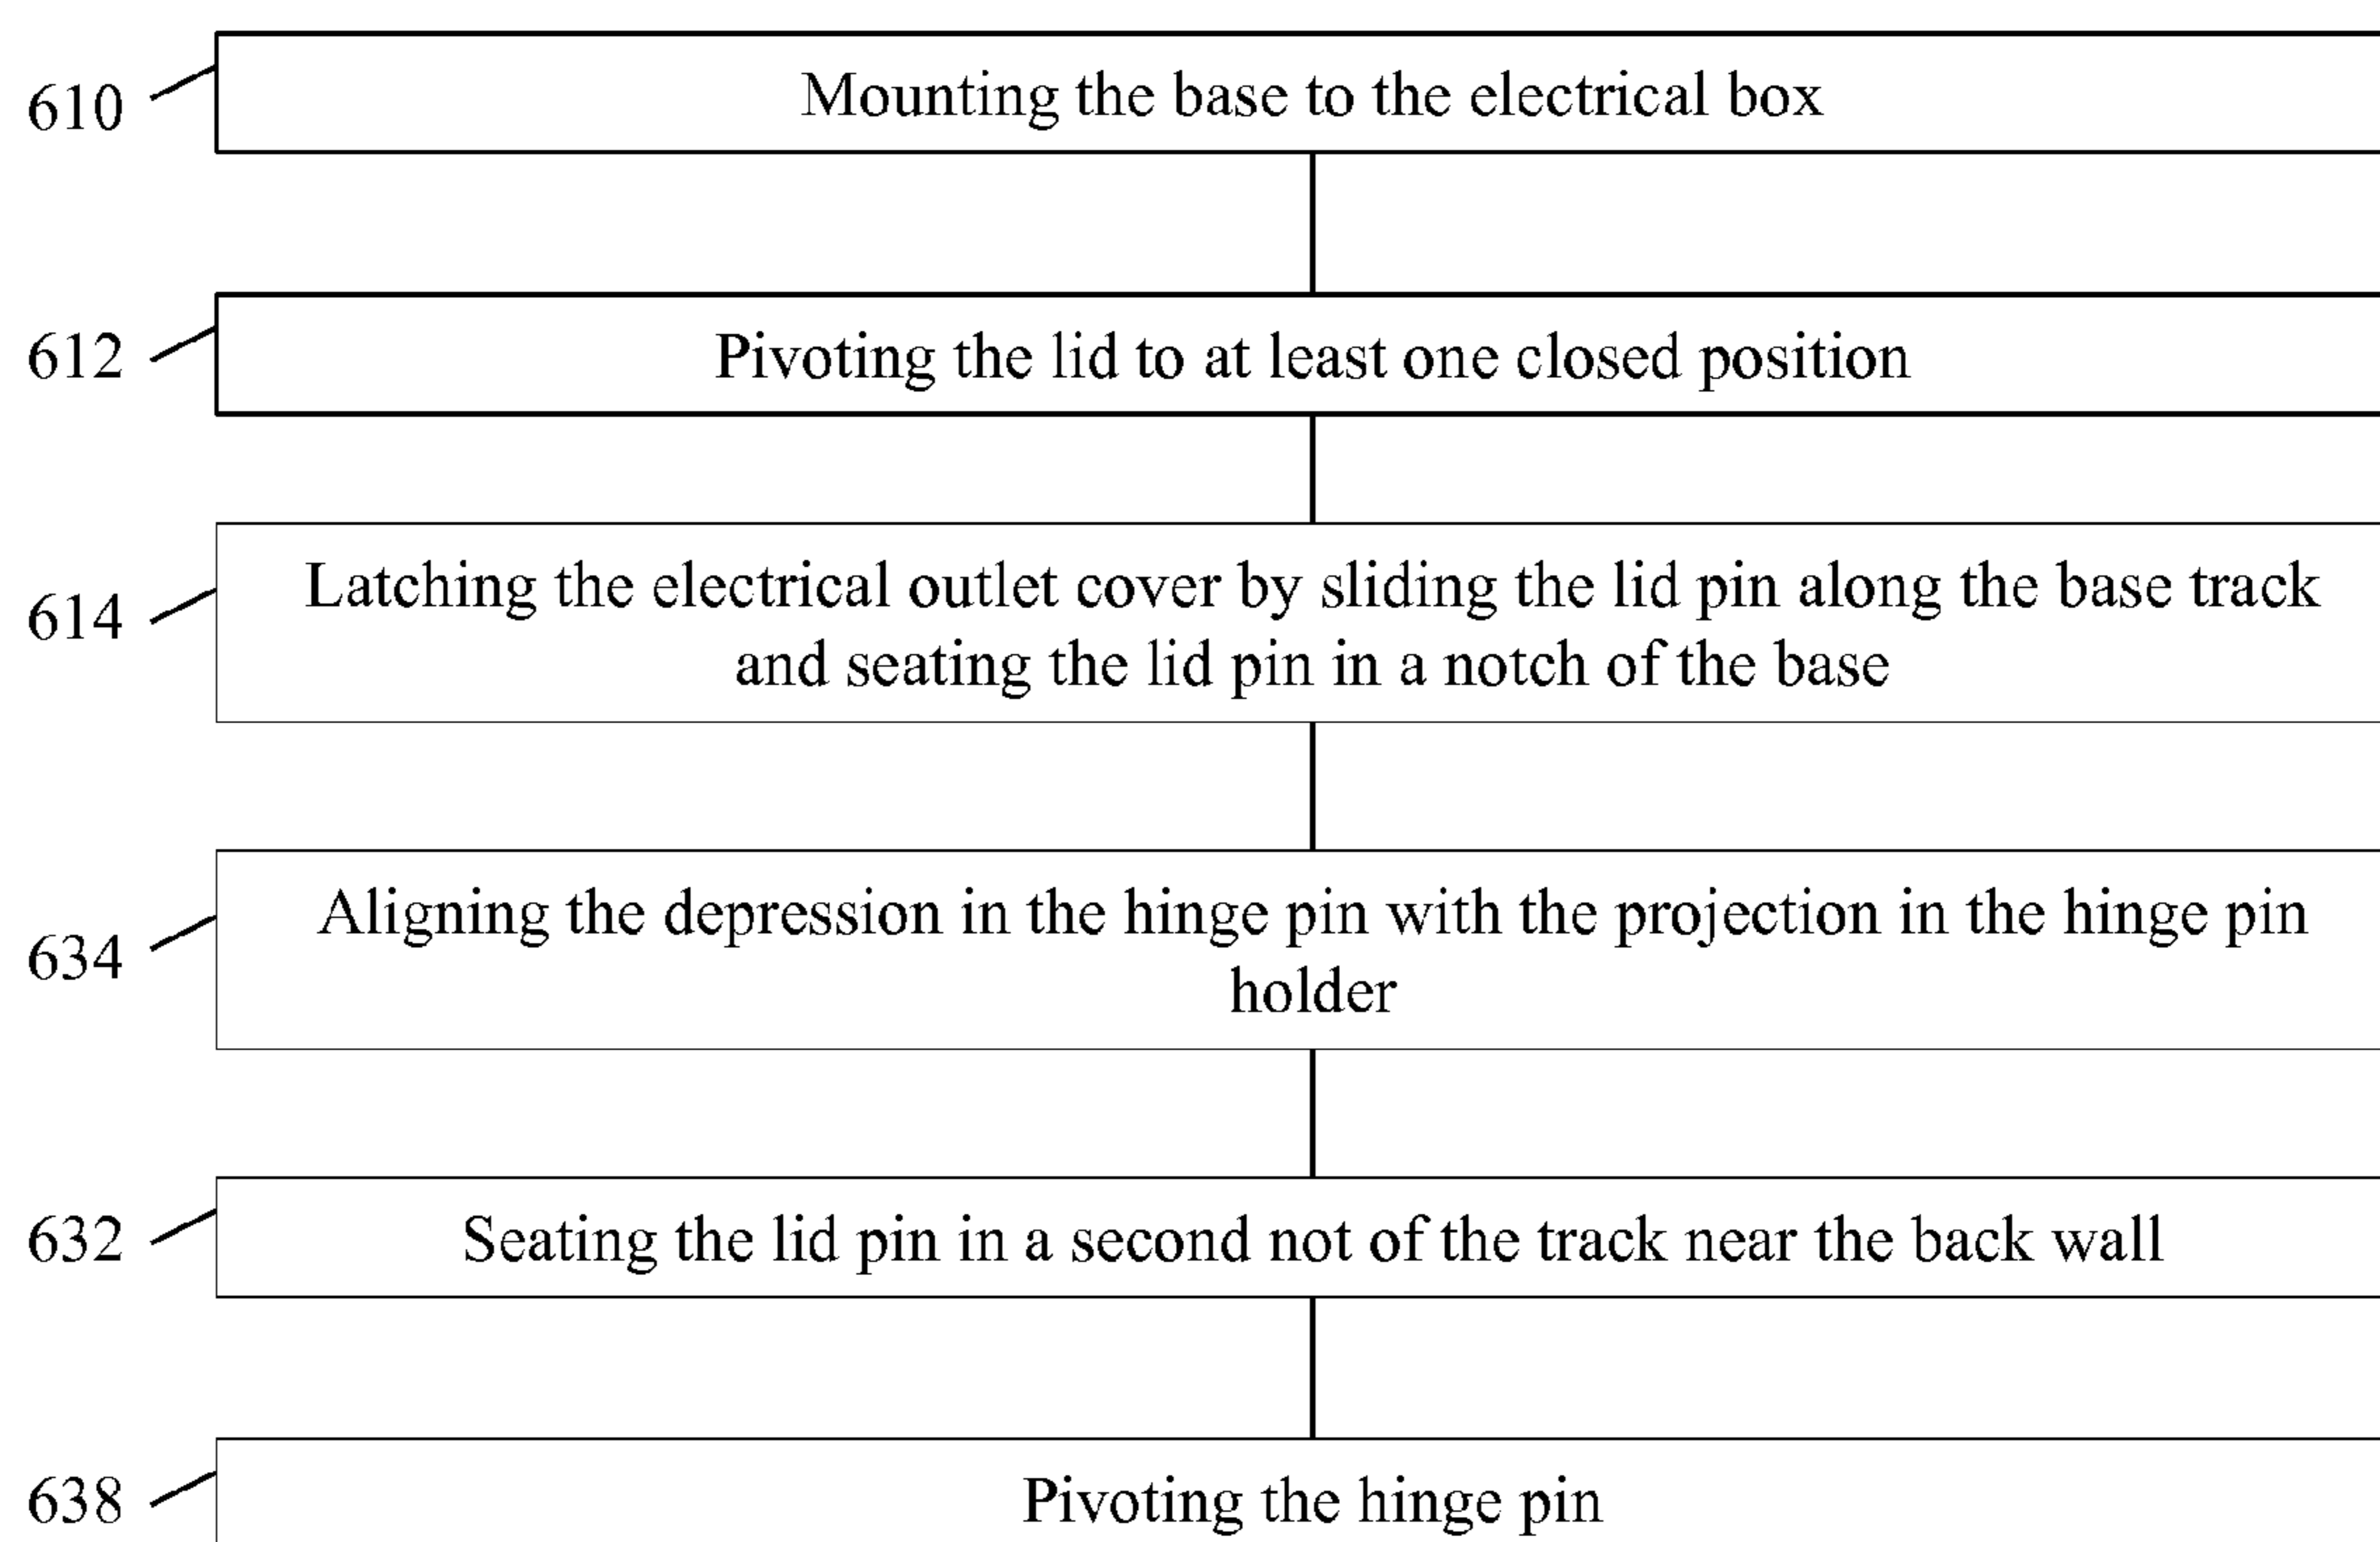 610
Mounting the base to the electrical box
612
Pivoting the lid to at least one closed position
614
Latching the electrical outlet cover by sliding the lid pin along the base track
and seating the lid pin in a notch of the base
634
Aligning the depression in the hinge pin with the projection in the hinge pin
holder
632
Seating the lid pin in a second not of the track near the back wall
638
Pivoting the hinge pin